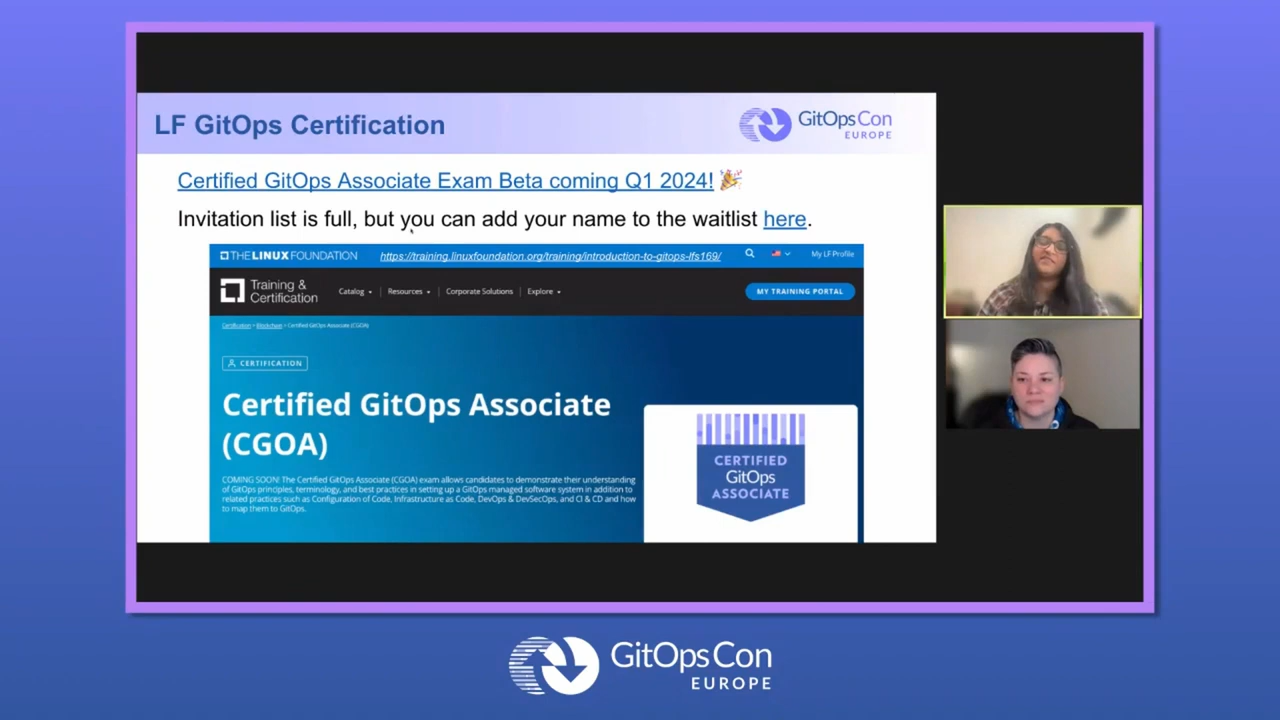 LF GitOps Certification
GitOpsCon
EUROPE
Certified GitOps Associate Exam Beta coming Q1 2024!
Invitation list is full, but you can add your name to the waitlist here.
THE LINUX FOUNDATION
https://training.linuxfoundation.org/training/introduction-to-gitops-lfs169/
My LF Profile
Training &
Certification
Catalog
Resources
Corporate Solutions
Explore
MY TRAINING PORTAL
Certification > Blockchain > Certified GitOps Associate (CGOA)
CERTIFICATION
Certified GitOps Associate
(CGOA)
COMING SOON! The Certified GitOps Associate (CGOA) exam allows candidates to demonstrate their understanding
of GitOps principles, terminology, and best practices in setting up a GitOps managed software system in addition to
related practices such as Configuration of Code, Infrastructure as Code, DevOps & DevSecOps, and CI & CD and how
to map them to GitOps.
CERTIFIED
GitOps
ASSOCIATE
GitOpsCon
EUROPE